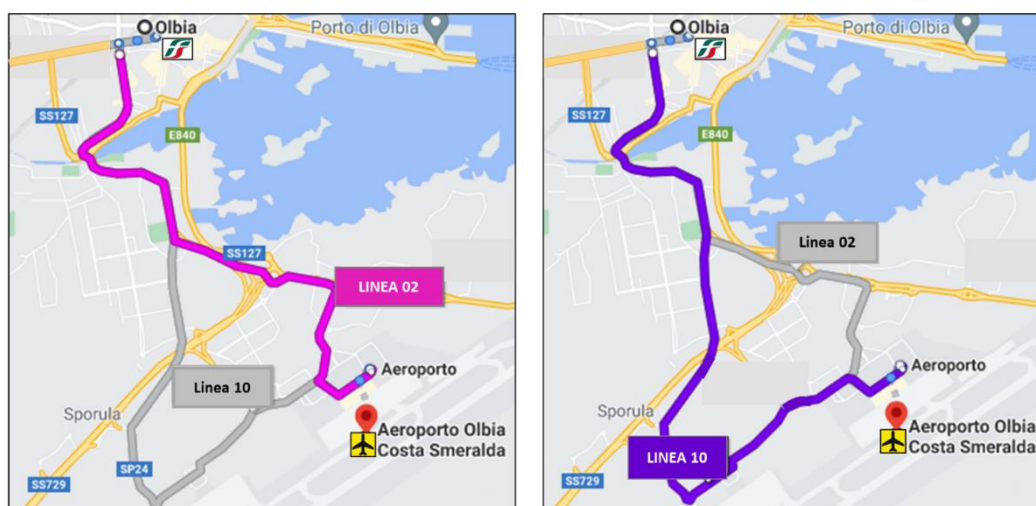 Olbia
Porto di Olbia
SS127
E840
SS127
LINEA 02
Linea 10
Aeroporto
Sporula
Aeroporto Olbia
Costa Smeralda
SP24
SS729
Olbia
Porto di Olbia
SS127
E840
Linea 02
Aeroporto
Sporula
Aeroporto Olbia
Costa Smeralda
LINEA 10
SS729